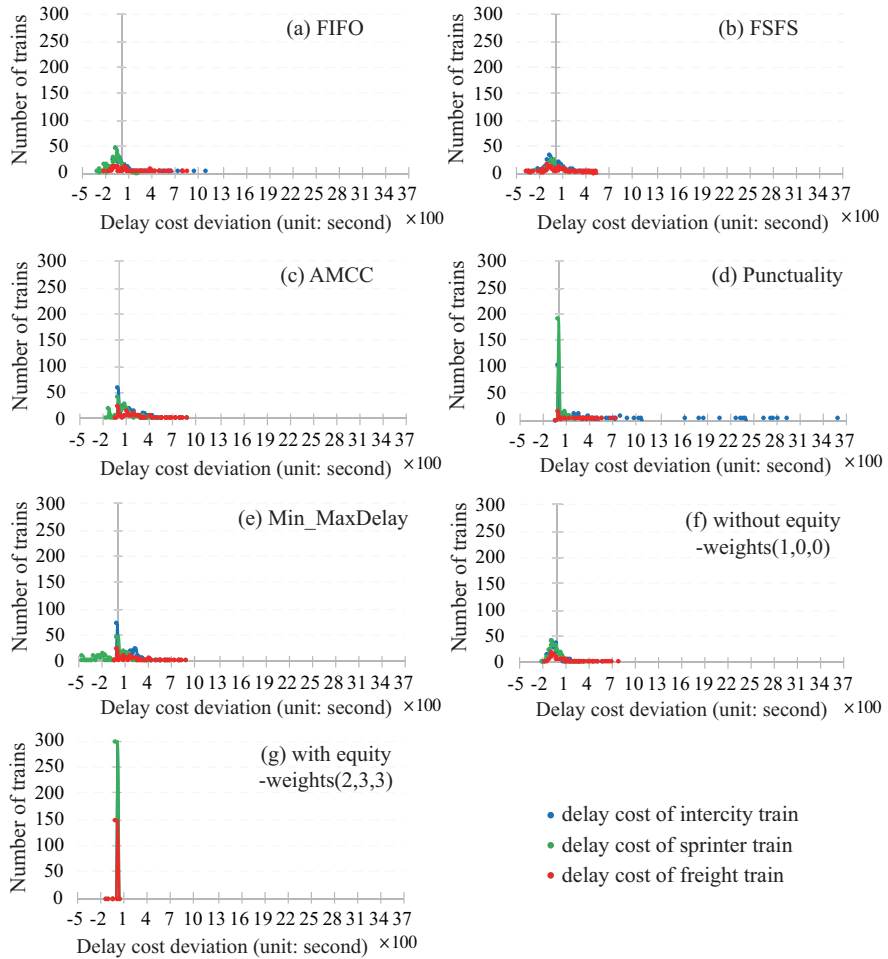 (a) FIFO
Number of trains
300
250
200
150
100
50
0
-5 -2 1 4 7 10 13 16 19 22 25 28 31 34 37
Delay cost deviation (unit: second) ×100
(b) FSFS
Number of trains
300
250
200
150
100
50
0
-5 -2 1 4 7 10 13 16 19 22 25 28 31 34 37
Delay cost deviation (unit: second) ×100
(c) AMCC
Number of trains
300
250
200
150
100
50
0
-5 -2 1 4 7 10 13 16 19 22 25 28 31 34 37
Delay cost deviation (unit: second) ×100
(d) Punctuality
Number of trains
300
250
200
150
100
50
0
-5 -2 1 4 7 10 13 16 19 22 25 28 31 34 37
Delay cost deviation (unit: second) ×100
(e) Min_MaxDelay
Number of trains
300
250
200
150
100
50
0
-5 -2 1 4 7 10 13 16 19 22 25 28 31 34 37
Delay cost deviation (unit: second) ×100
(f) without equity
-weights(1,0,0)
Number of trains
300
250
200
150
100
50
0
-5 -2 1 4 7 10 13 16 19 22 25 28 31 34 37
Delay cost deviation (unit: second) ×100
(g) with equity
-weights(2,3,3)
Number of trains
300
250
200
150
100
50
0
-5 -2 1 4 7 10 13 16 19 22 25 28 31 34 37
Delay cost deviation (unit: second) ×100
delay cost of intercity train
delay cost of sprinter train
delay cost of freight train